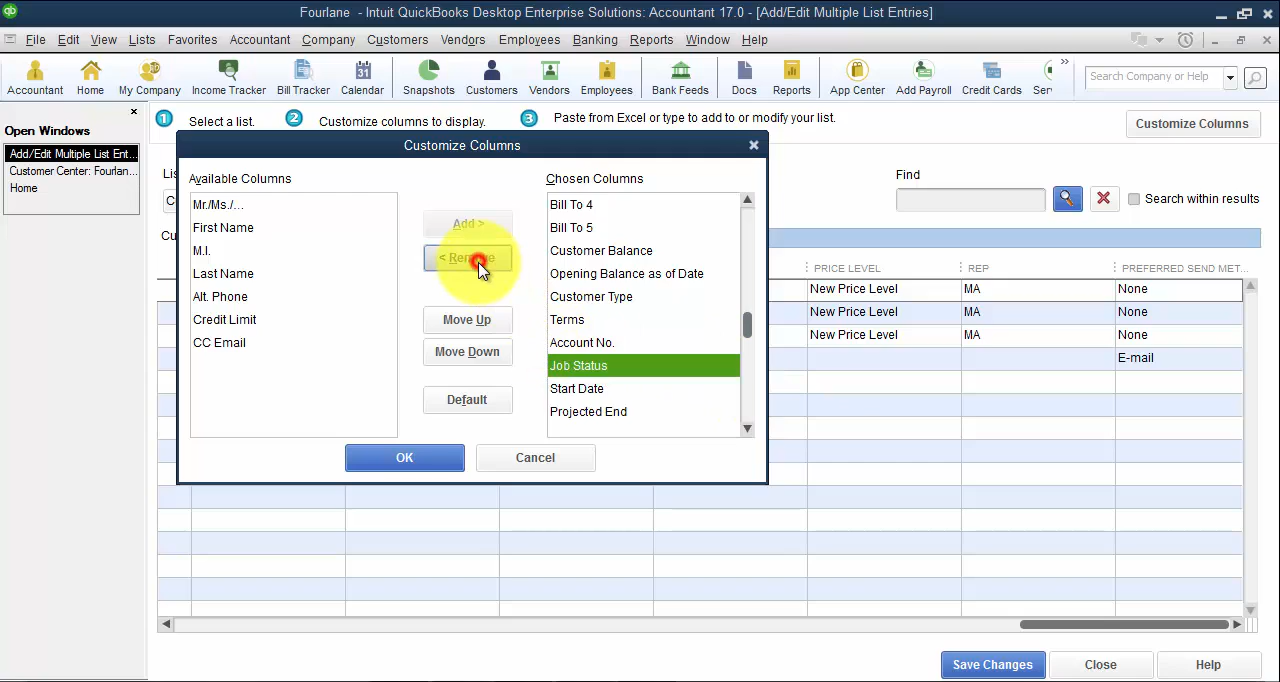 Fourlane - Intuit QuickBooks Desktop Enterprise Solutions: Accountant 17.0 - [Add/Edit Multiple List Entries]
File Edit View Lists Favorites Accountant Company Customers Vendors Employees Banking Reports Window Help
Accountant Home My Company Income Tracker Bill Tracker Calendar Snapshots Customers Vendors Employees Bank Feeds Docs Reports App Center Add Payroll Credit Cards Ser
31
Search Company or Help
Open Windows
Add/Edit Multiple List Ent...
Customer Center: Fourlan...
Home
1 Select a list. 2 Customize columns to display. 3 Paste from Excel or type to add to or modify your list.
Customize Columns
Lis
C
Cu
Find
Search within results
Customize Columns
Available Columns
Mr./Ms./...
First Name
M.I.
Last Name
Alt. Phone
Credit Limit
CC Email
Add >
< Remove
Move Up
Move Down
Default
Chosen Columns
Bill To 4
Bill To 5
Customer Balance
Opening Balance as of Date
Customer Type
Terms
Account No.
Job Status
Start Date
Projected End
OK Cancel
PRICE LEVEL REP PREFERRED SEND MET...
New Price Level MA None
New Price Level MA None
New Price Level MA None
E-mail
Save Changes Close Help